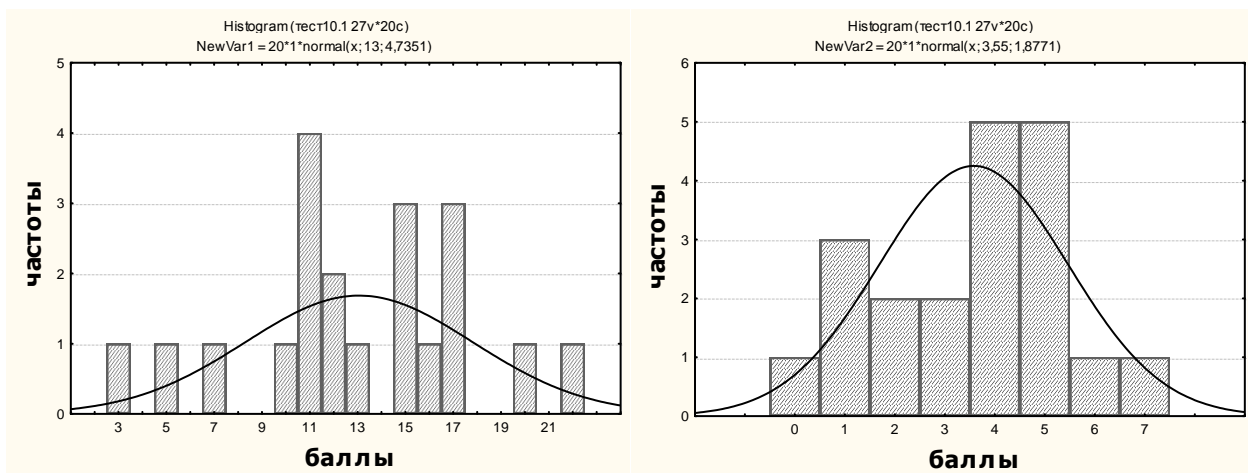 Histogram (тест10.1 27v*20c)
NewVar1 = 20*1*normal(x; 13; 4,7351)
5
4
3
2
1
0
частоты
3 5 7 9 11 13 15 17 19 21
баллы
Histogram (тест10.1 27v*20c)
NewVar2 = 20*1*normal(x; 3,55; 1,8771)
6
5
4
3
2
1
0
частоты
0 1 2 3 4 5 6 7
баллы